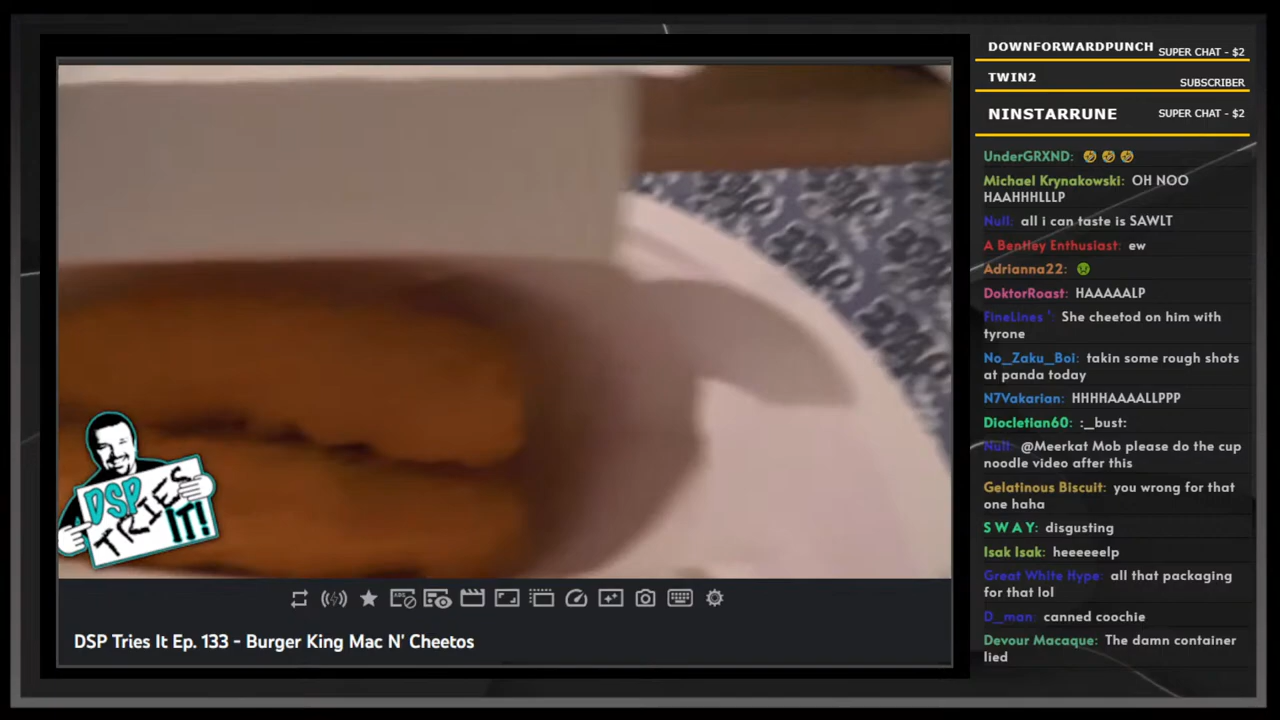 DOWNFORWARDPUNCH SUPER CHAT - $2
TWIN2 SUBSCRIBER
NINSTARRUNE SUPER CHAT - $2
UnderGRXND: 🤣 🤣 🤣
Michael Krynakowski: OH NOO
HAAHHHLLLP
Null: all i can taste is SAWLT
A Bentley Enthusiast: ew
Adrianna22: 🤢
DoktorRoast: HAAAAALP
FineLines ': She cheetod on him with
tyrone
No_Zaku_Boi: takin some rough shots
at panda today
N7Vakarian: HHHHAAAALLPPP
Diocletian60: :_bust:
Null: @Meerkat Mob please do the cup
noodle video after this
Gelatinous Biscuit: you wrong for that
one haha
S W A Y: disgusting
Isak Isak: heeeeeelp
Great White Hype: all that packaging
for that lol
D_man: canned coochie
Devour Macaque: The damn container
lied
DSP
TRIES
IT!
DSP Tries It Ep. 133 - Burger King Mac N' Cheetos